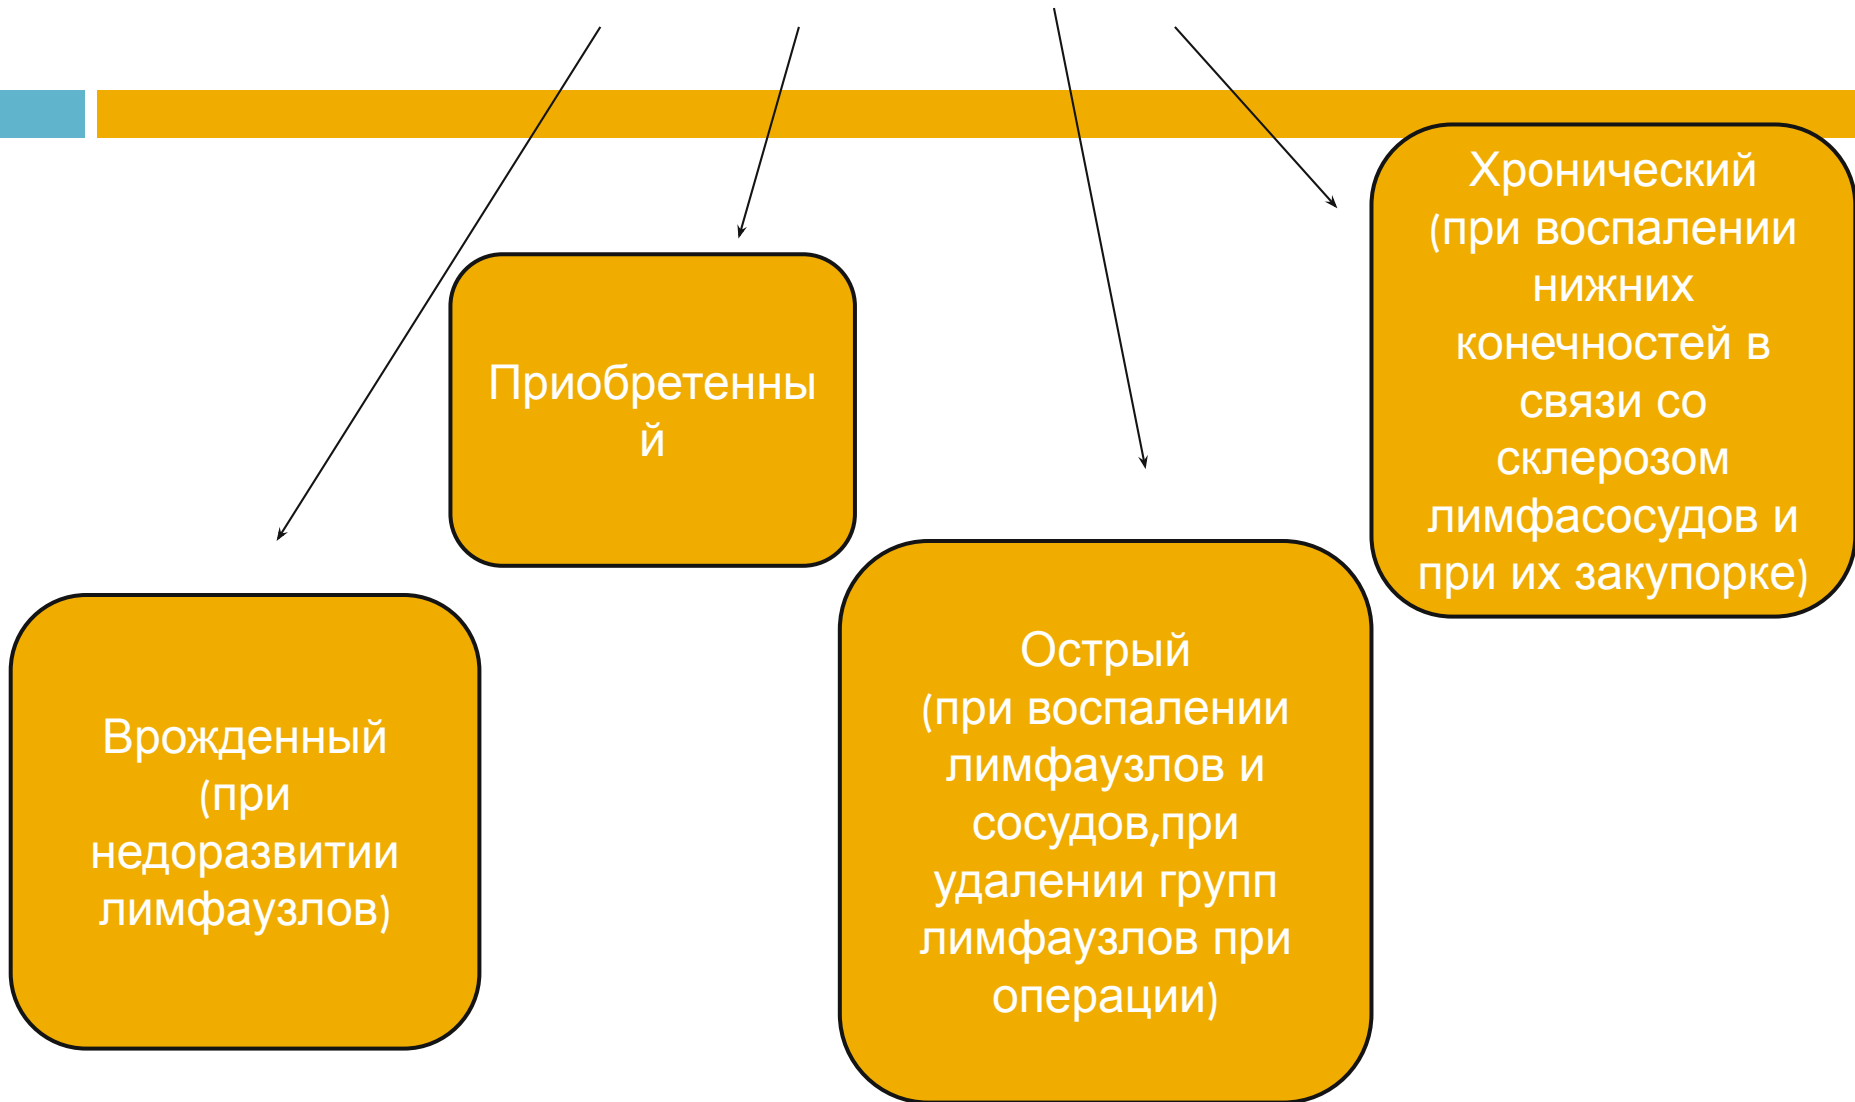 Врожденный
(при
недоразвитии
лимфаузлов)
Приобретенны
й
Острый
(при воспалении
лимфаузлов и
сосудов,при
удалении групп
лимфаузлов при
операции)
Хронический
(при воспалении
нижних
конечностей в
связи со
склерозом
лимфасосудов и
при их закупорке)